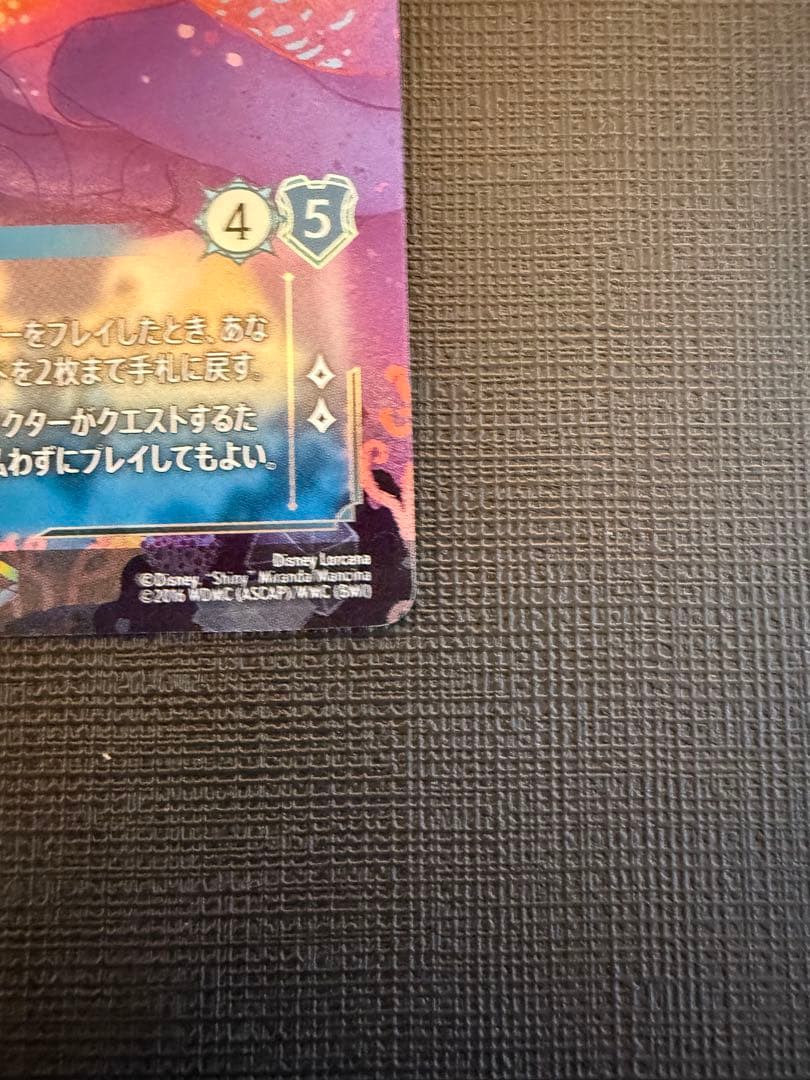 4 5
ーをプレイしたとき、あな
を2枚まで手札に戻す。
クターがクエストするた
わずにプレイしてもよい。
Disney Lorcana
©Disney, "Shiny" Miranda Mancina
©2016 WDMC (ASCAP)/WWC (BMI)